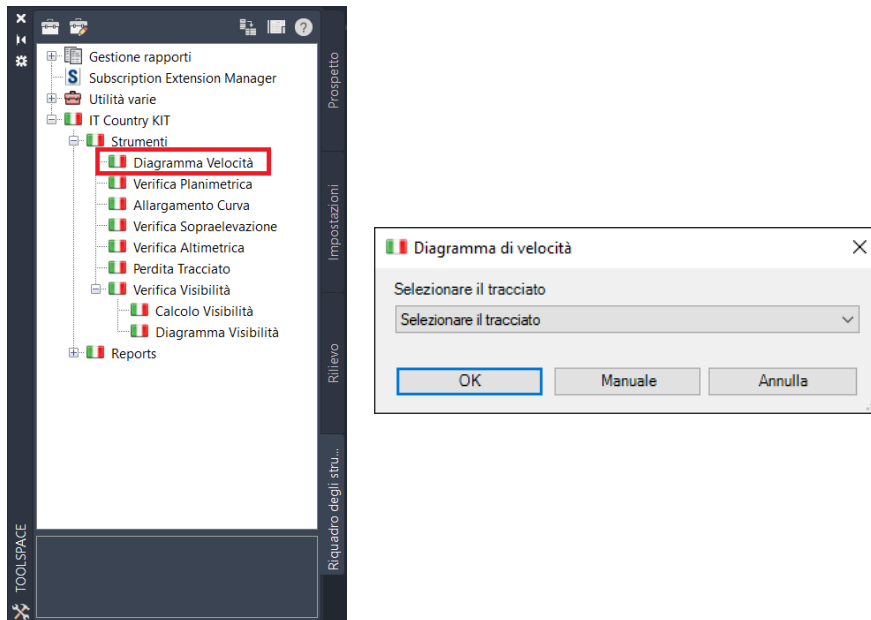 Gestione rapporti
Subscription Extension Manager
Utilità varie
IT Country KIT
Strumenti
Diagramma Velocità
Verifica Planimetrica
Allargamento Curva
Verifica Sopraelevazione
Verifica Altimetrica
Perdita Tracciato
Verifica Visibilità
Calcolo Visibilità
Diagramma Visibilità
Reports
Prospetto
Impostazioni
Rilievo
Riquadro degli stru...
TOOLSPACE
Diagramma di velocità
Selezionare il tracciato
Selezionare il tracciato
OK
Manuale
Annulla